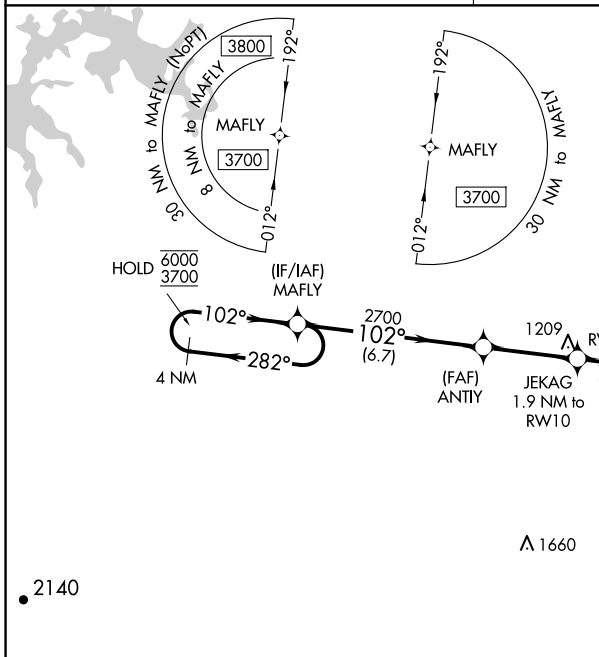 30 NM to MAFLY (NoPT)
3800
8 NM to MAFLY
192°
MAFLY
3700
012°
192°
MAFLY
3700
012°
30 NM to MAFLY
HOLD
6000
3700
(IF/IAF)
MAFLY
102°
282°
4 NM
2700
102°
(6.7)
(FAF)
ANTIY
1209
JEKAG
1.9 NM to
RW10
1660
2140